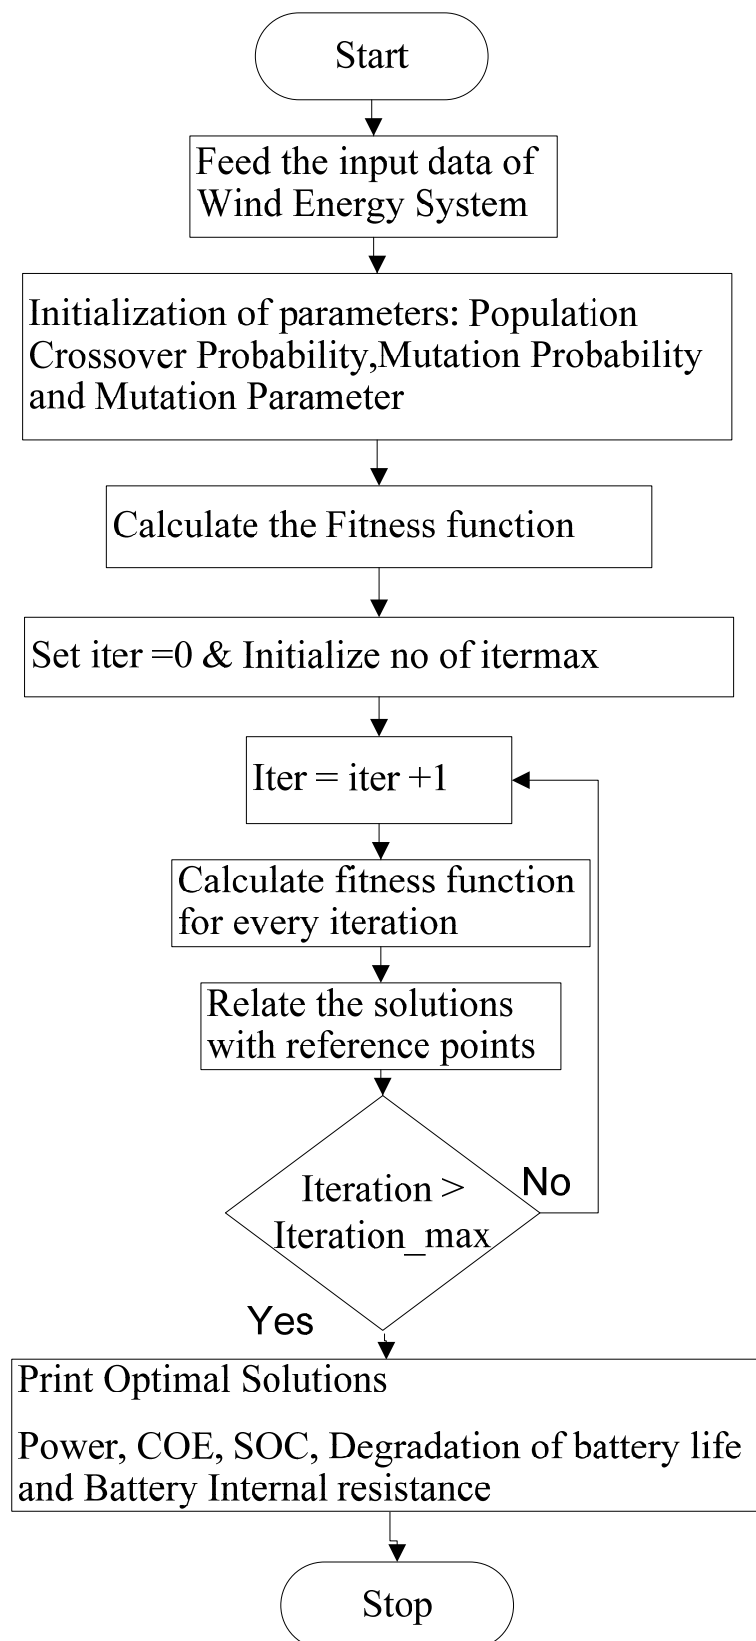 Start
Feed the input data of
Wind Energy System
Initialization of parameters: Population
Crossover Probability,Mutation Probability
and Mutation Parameter
Calculate the Fitness function
Set iter =0 & Initialize no of itermax
Iter = iter +1
Calculate fitness function
for every iteration
Relate the solutions
with reference points
Iteration >
Iteration_max
No
Yes
Print Optimal Solutions
Power, COE, SOC, Degradation of battery life
and Battery Internal resistance
Stop